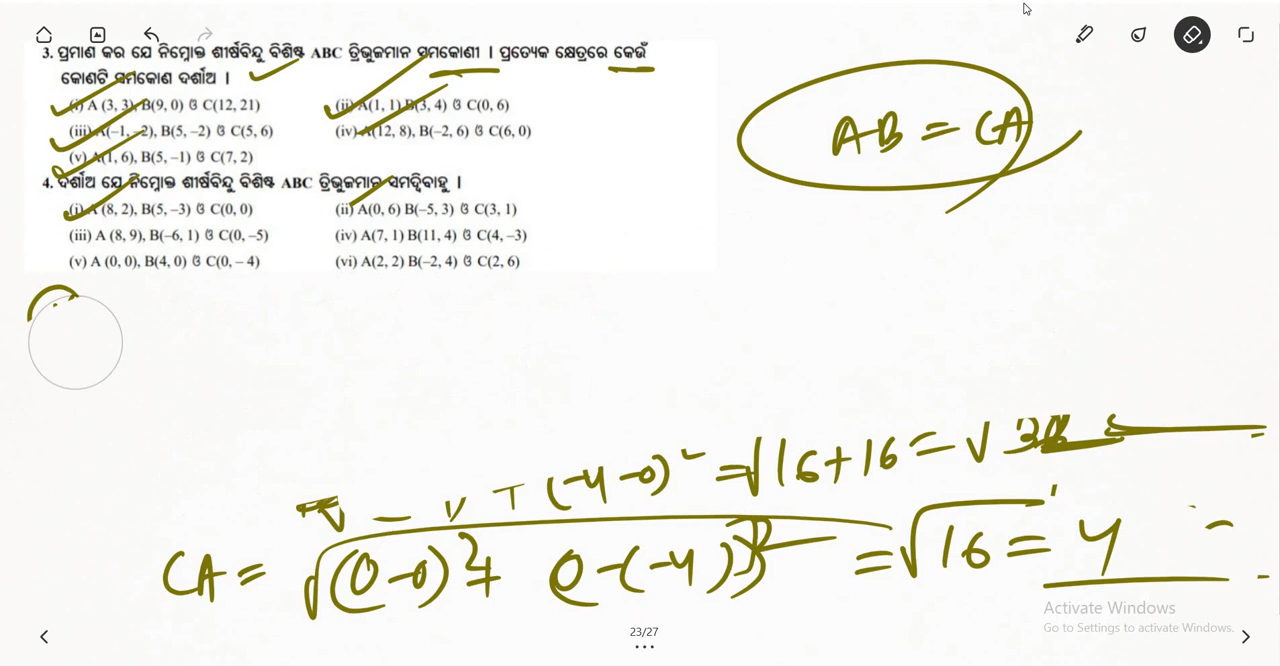 3. ପ୍ରମାଣ କର ଯେ ନିମ୍ନୋକ୍ତ ଶୀର୍ଷବିନ୍ଦୁ ବିଶିଷ୍ଟ ABC ତ୍ରିଭୁଜମାନ ସମକୋଣୀ । ପ୍ରତ୍ୟେକ କ୍ଷେତ୍ରରେ କେଉଁ
କୋଣଟି ସମକୋଣ ଦର୍ଶାଅ ।
(i) A (3, 3), B(9, 0) ଓ C(12, 21) (ii) A(1, 1) B(3, 4) ଓ C(0, 6)
(iii) A(–1, –2), B(5, –2) ଓ C(5, 6) (iv) A(12, 8), B(–2, 6) ଓ C(6, 0)
(v) A(1, 6), B(5, –1) ଓ C(7, 2)
4. ଦର୍ଶାଅ ଯେ ନିମ୍ନୋକ୍ତ ଶୀର୍ଷବିନ୍ଦୁ ବିଶିଷ୍ଟ ABC ତ୍ରିଭୁଜମାନ ସମଦ୍ବିବାହୁ ।
(i) A (8, 2), B(5, –3) ଓ C(0, 0) (ii) A(0, 6) B(–5, 3) ଓ C(3, 1)
(iii) A (8, 9), B(–6, 1) ଓ C(0, –5) (iv) A(7, 1) B(11, 4) ଓ C(4, –3)
(v) A (0, 0), B(4, 0) ଓ C(0, – 4) (vi) A(2, 2) B(–2, 4) ଓ C(2, 6)
AB = CA
+ (-4-0)² = √16+16 = √32
CA = √(0-0)² + 0-(-4))² = √16 = 4
Activate Windows
Go to Settings to activate Windows.
23/27